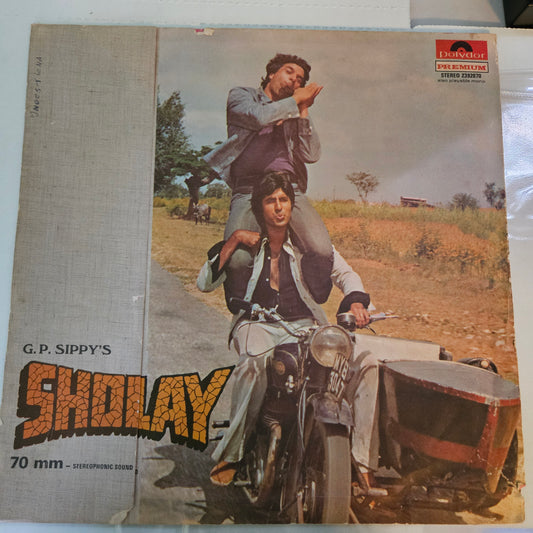 Polydor
PREMIUM
STEREO 2392070
also playable mono
G. P. SIPPY'S
SHOLAY
70 mm – STEREOPHONIC SOUND